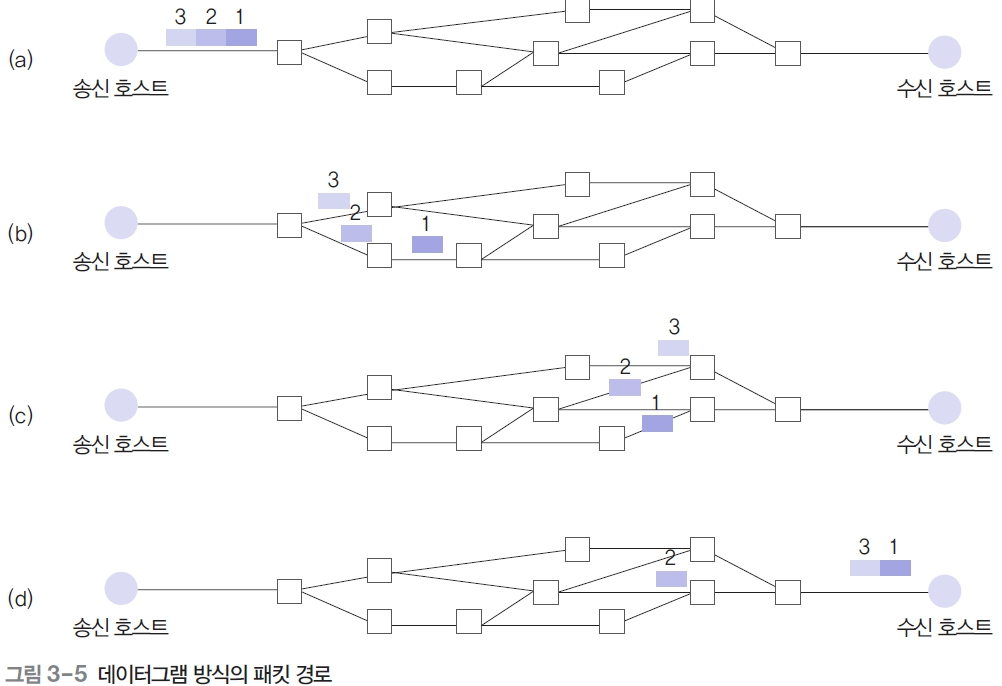 3 2 1
(a)
송신 호스트
수신 호스트
3
2
1
(b)
송신 호스트
수신 호스트
3
2
1
(c)
송신 호스트
수신 호스트
3 1
2
(d)
송신 호스트
수신 호스트
그림 3-5 데이터그램 방식의 패킷 경로